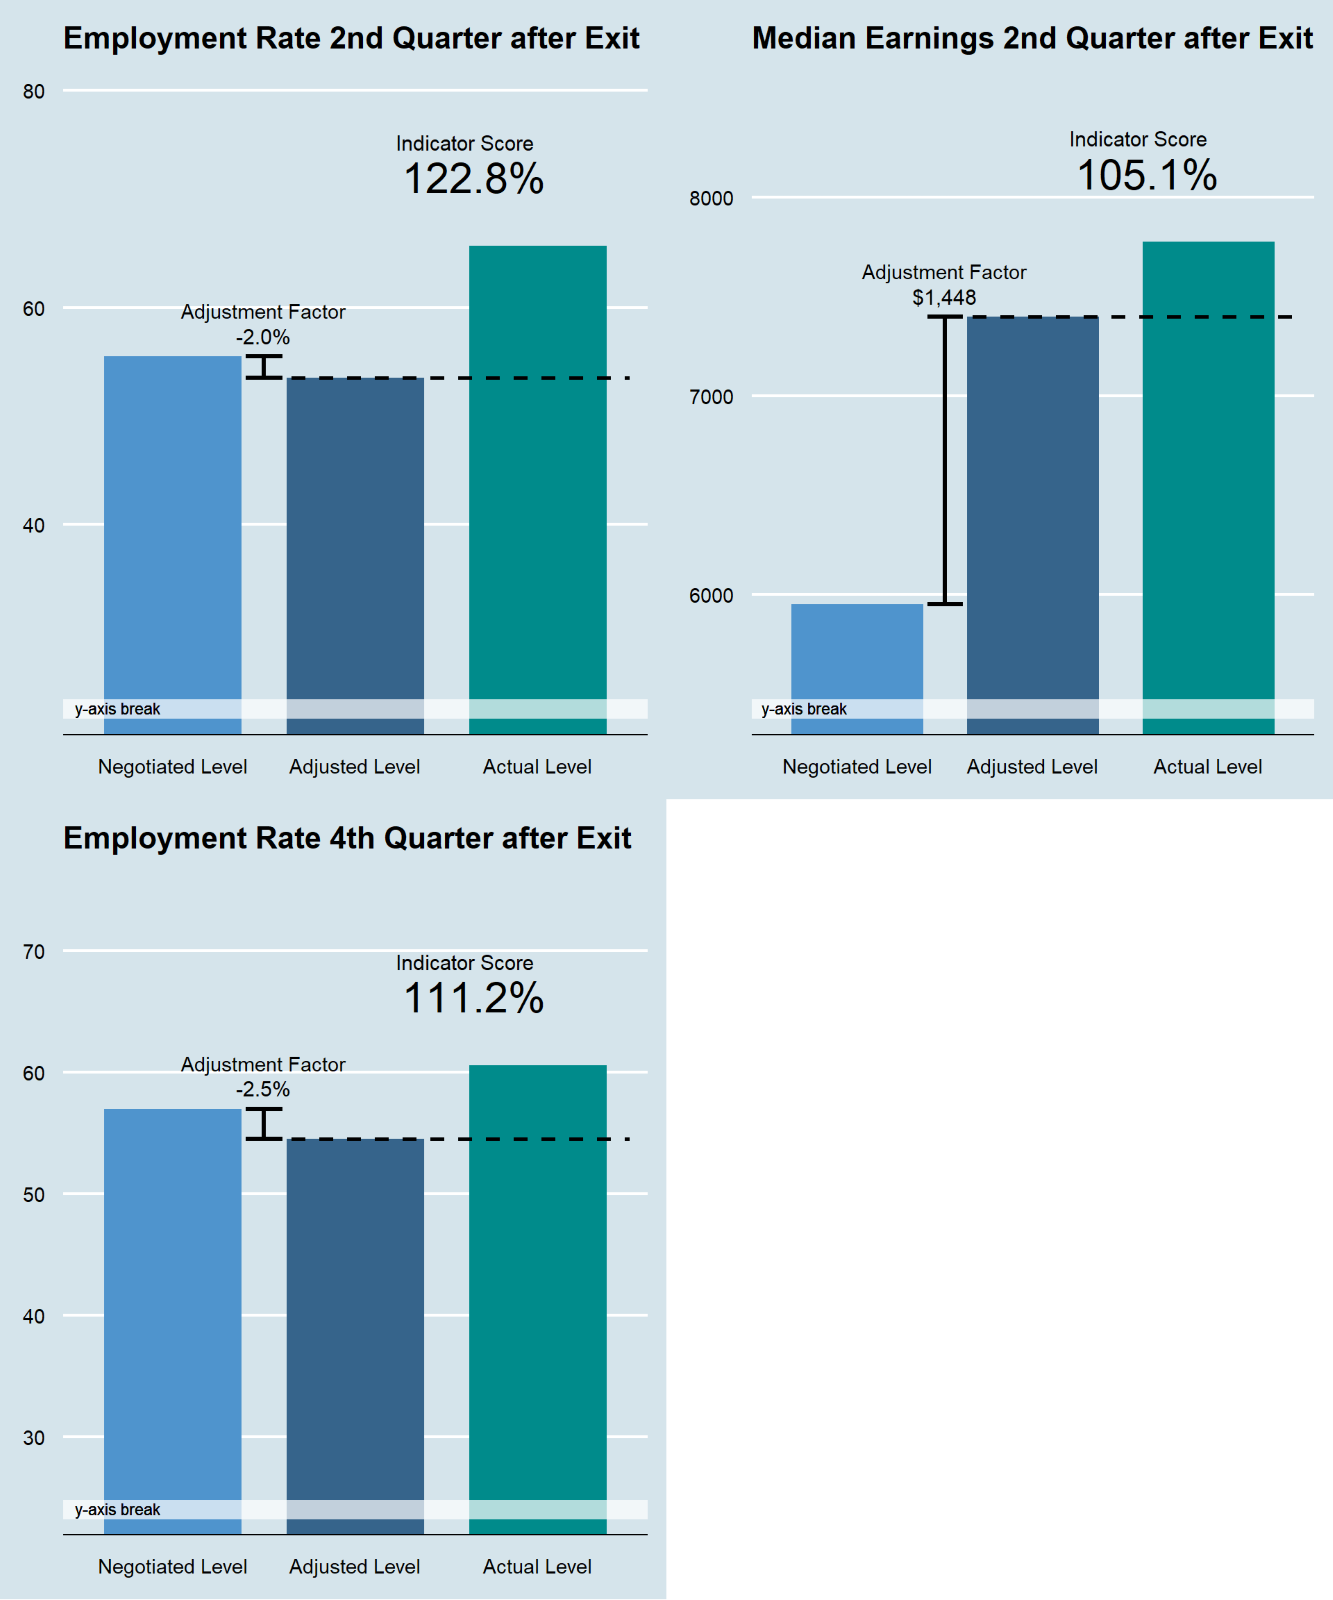 Employment Rate 2nd Quarter after Exit
80
Indicator Score
122.8%
60
Adjustment Factor
-2.0%
40
y-axis break
Negotiated Level Adjusted Level Actual Level
Median Earnings 2nd Quarter after Exit
Indicator Score
105.1%
8000
Adjustment Factor
$1,448
7000
6000
y-axis break
Negotiated Level Adjusted Level Actual Level
Employment Rate 4th Quarter after Exit
70
Indicator Score
111.2%
60
Adjustment Factor
-2.5%
50
40
30
y-axis break
Negotiated Level Adjusted Level Actual Level